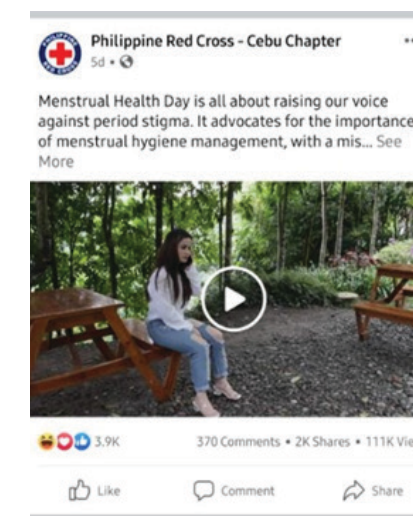 Philippine Red Cross - Cebu Chapter
5d
Menstrual Health Day is all about raising our voice
against period stigma. It advocates for the importance
of menstrual hygiene management, with a mis... See
More
3.9K 370 Comments • 2K Shares • 111K Vie
Like Comment Share